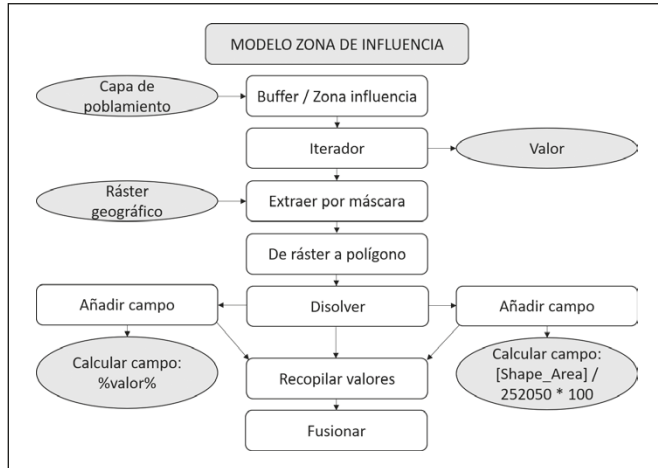 MODELO ZONA DE INFLUENCIA
Capa de
poblamiento
Buffer / Zona influencia
Iterador
Valor
Ráster
geográfico
Extraer por máscara
De ráster a polígono
Añadir campo
Disolver
Añadir campo
Calcular campo:
%valor%
Recopilar valores
Calcular campo:
[Shape_Area] /
252050 * 100
Fusionar